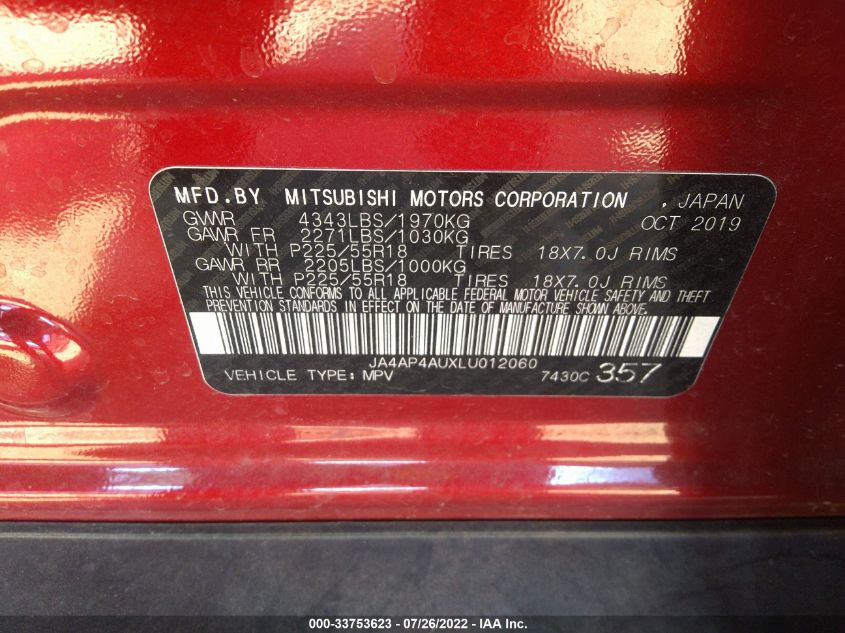 MFD.BY MITSUBISHI MOTORS CORPORATION , JAPAN
GVWR 4343LBS/1970KG OCT 2019
GAWR FR 2271LBS/1030KG
WITH P225/55R18 TIRES 18X7.0J RIMS
GAWR RR 2205LBS/1000KG
WITH P225/55R18 TIRES 18X7.0J RIMS
THIS VEHICLE CONFORMS TO ALL APPLICABLE FEDERAL MOTOR VEHICLE SAFETY AND THEFT
PREVENTION STANDARDS IN EFFECT ON THE DATE OF MANUFACTURE SHOWN ABOVE.
JA4AP4AUXLU012060
VEHICLE TYPE: MPV 7430C 357
000-33753623 - 07/26/2022 - IAA Inc.